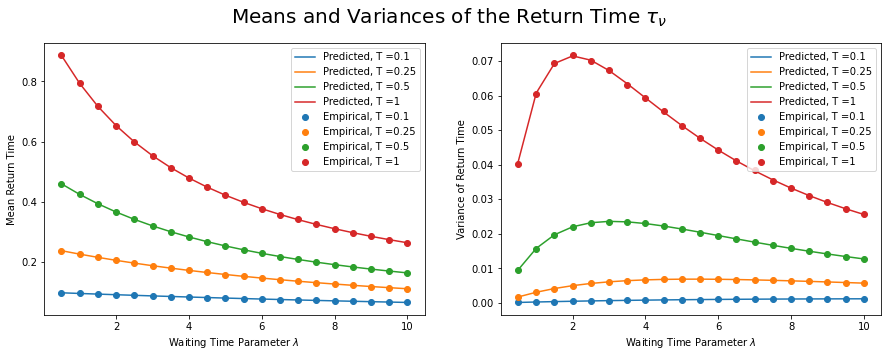 Means and Variances of the Return Time τ_ν
Mean Return Time
0.8
0.6
0.4
0.2
2
4
6
8
10
Waiting Time Parameter λ
Predicted, T =0.1
Predicted, T =0.25
Predicted, T =0.5
Predicted, T =1
Empirical, T =0.1
Empirical, T =0.25
Empirical, T =0.5
Empirical, T =1
Variance of Return Time
0.07
0.06
0.05
0.04
0.03
0.02
0.01
0.00
2
4
6
8
10
Waiting Time Parameter λ
Predicted, T =0.1
Predicted, T =0.25
Predicted, T =0.5
Predicted, T =1
Empirical, T =0.1
Empirical, T =0.25
Empirical, T =0.5
Empirical, T =1